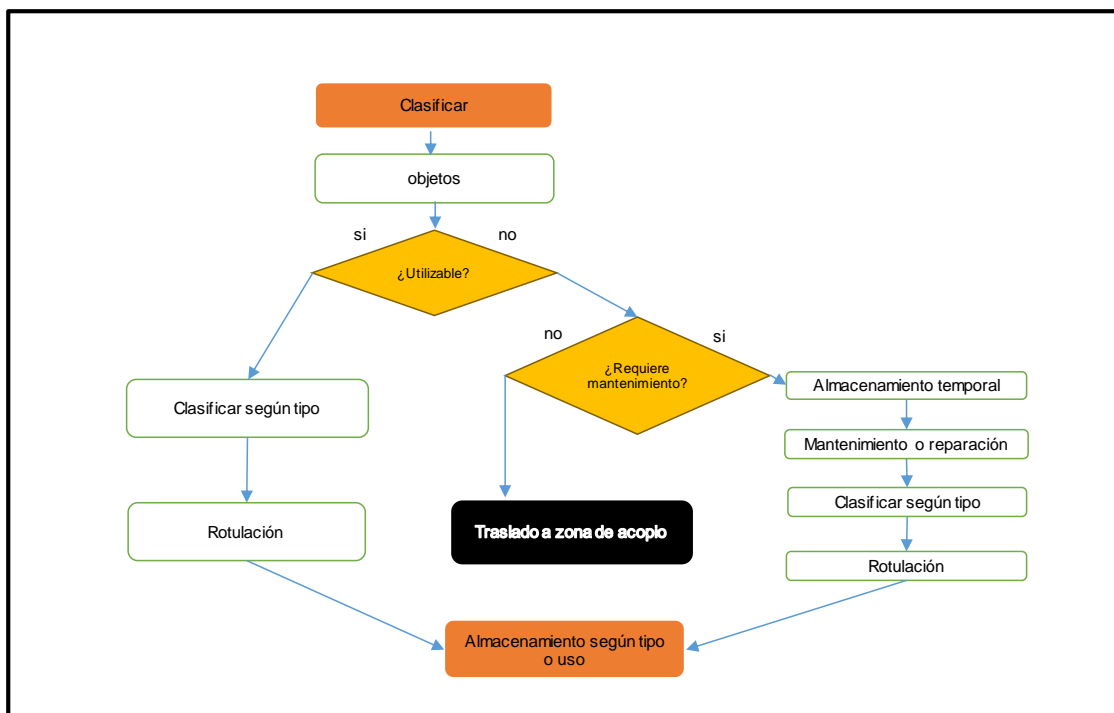 Clasificar
objetos
si
no
¿Utilizable?
no
si
¿Requiere
mantenimiento?
Almacenamiento temporal
Clasificar según tipo
Mantenimiento o reparación
Clasificar según tipo
Rotulación
Traslado a zona de acopio
Rotulación
Almacenamiento según tipo
o uso